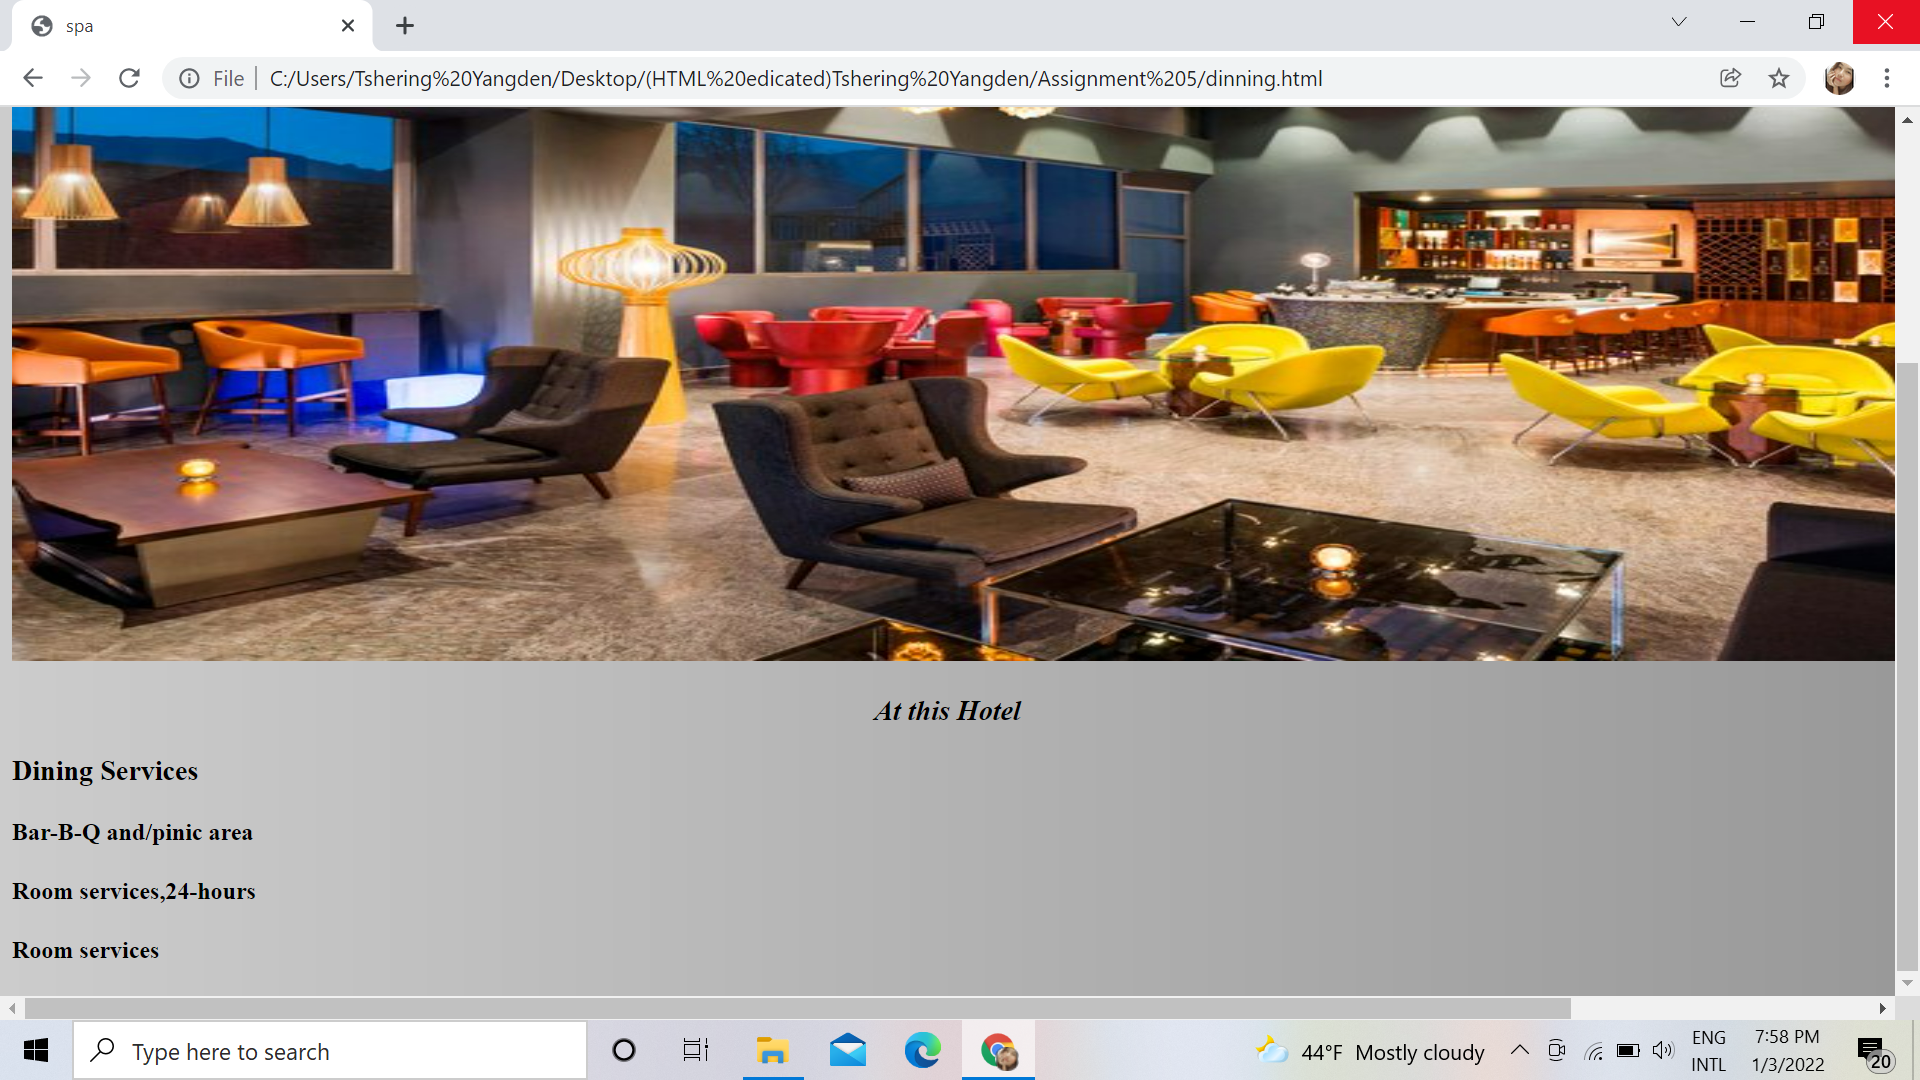 spa
File
C:/Users/Tshering%20Yangden/Desktop/(HTML%20edicated)Tshering%20Yangden/Assignment%205/dinning.html
At this Hotel
Dining Services
Bar-B-Q and/pinic area
Room services,24-hours
Room services
Type here to search
44°F Mostly cloudy
ENG
INTL
7:58 PM
1/3/2022
20